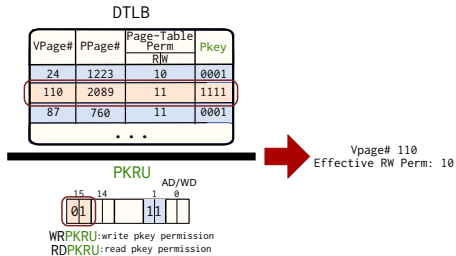 DTLB
VPage# PPage# Page-Table Perm Pkey
R W
24 1223 10 0001
110 2089 11 1111
87 760 11 0001
...
PKRU
AD/WD
15 14 1 0
01 11
WRPKRU:write pkey permission
RDPKRU:read pkey permission
Vpage# 110
Effective RW Perm: 10